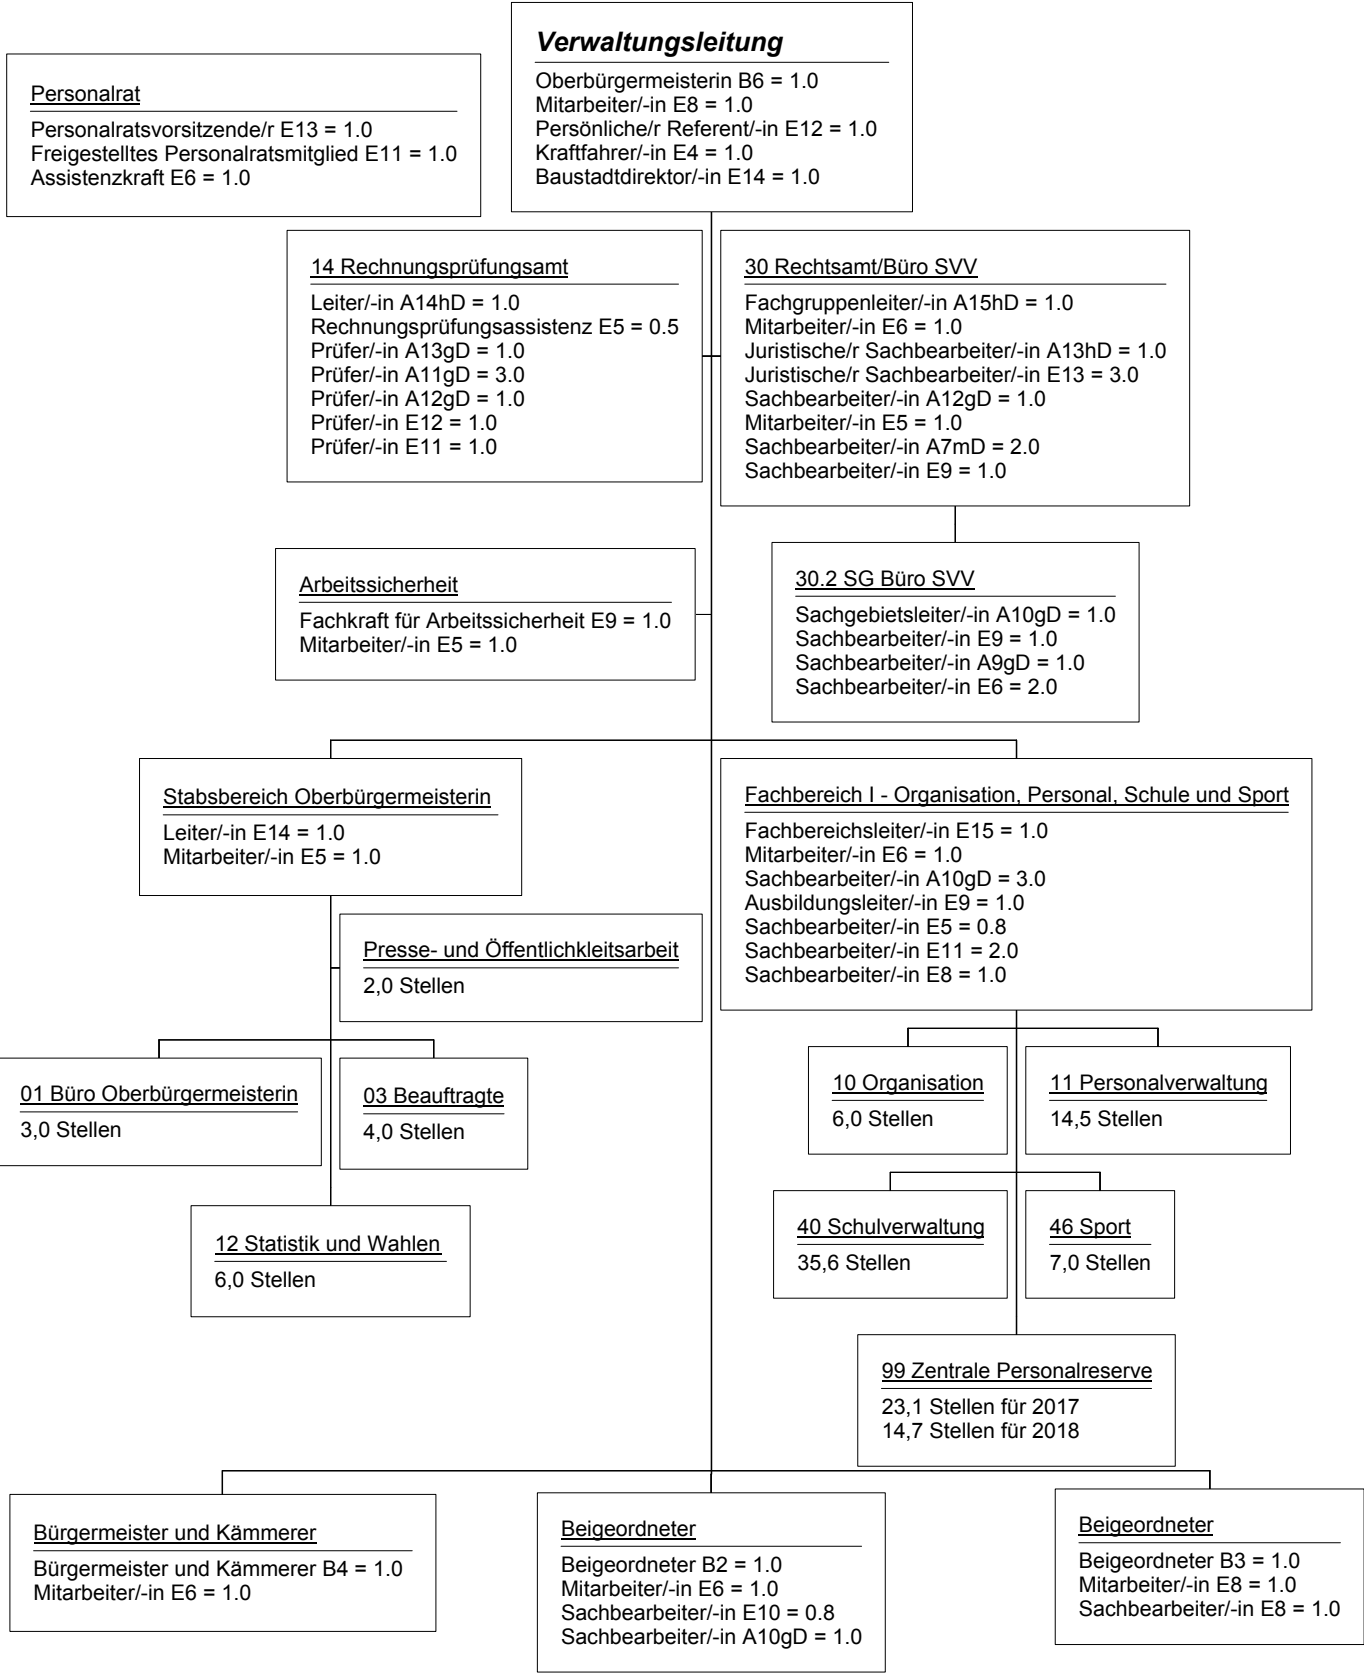 Verwaltungsleitung
Oberbürgermeisterin B6 = 1.0
Mitarbeiter/-in E8 = 1.0
Persönliche/r Referent/-in E12 = 1.0
Kraftfahrer/-in E4 = 1.0
Baustadtdirektor/-in E14 = 1.0
Personalrat
Personalratsvorsitzende/r E13 = 1.0
Freigestelltes Personalratsmitglied E11 = 1.0
Assistenzkraft E6 = 1.0
14 Rechnungsprüfungsamt
Leiter/-in A14hD = 1.0
Rechnungsprüfungsassistenz E5 = 0.5
Prüfer/-in A13gD = 1.0
Prüfer/-in A11gD = 3.0
Prüfer/-in A12gD = 1.0
Prüfer/-in E12 = 1.0
Prüfer/-in E11 = 1.0
30 Rechtsamt/Büro SVV
Fachgruppenleiter/-in A15hD = 1.0
Mitarbeiter/-in E6 = 1.0
Juristische/r Sachbearbeiter/-in A13hD = 1.0
Juristische/r Sachbearbeiter/-in E13 = 3.0
Sachbearbeiter/-in A12gD = 1.0
Mitarbeiter/-in E5 = 1.0
Sachbearbeiter/-in A7mD = 2.0
Sachbearbeiter/-in E9 = 1.0
Arbeitssicherheit
Fachkraft für Arbeitssicherheit E9 = 1.0
Mitarbeiter/-in E5 = 1.0
30.2 SG Büro SVV
Sachgebietsleiter/-in A10gD = 1.0
Sachbearbeiter/-in E9 = 1.0
Sachbearbeiter/-in A9gD = 1.0
Sachbearbeiter/-in E6 = 2.0
Stabsbereich Oberbürgermeisterin
Leiter/-in E14 = 1.0
Mitarbeiter/-in E5 = 1.0
Fachbereich I - Organisation, Personal, Schule und Sport
Fachbereichsleiter/-in E15 = 1.0
Mitarbeiter/-in E6 = 1.0
Sachbearbeiter/-in A10gD = 3.0
Ausbildungsleiter/-in E9 = 1.0
Sachbearbeiter/-in E5 = 0.8
Sachbearbeiter/-in E11 = 2.0
Sachbearbeiter/-in E8 = 1.0
Presse- und Öffentlichkleitsarbeit
2,0 Stellen
01 Büro Oberbürgermeisterin
3,0 Stellen
03 Beauftragte
4,0 Stellen
10 Organisation
6,0 Stellen
11 Personalverwaltung
14,5 Stellen
12 Statistik und Wahlen
6,0 Stellen
40 Schulverwaltung
35,6 Stellen
46 Sport
7,0 Stellen
99 Zentrale Personalreserve
23,1 Stellen für 2017
14,7 Stellen für 2018
Bürgermeister und Kämmerer
Bürgermeister und Kämmerer B4 = 1.0
Mitarbeiter/-in E6 = 1.0
Beigeordneter
Beigeordneter B2 = 1.0
Mitarbeiter/-in E6 = 1.0
Sachbearbeiter/-in E10 = 0.8
Sachbearbeiter/-in A10gD = 1.0
Beigeordneter
Beigeordneter B3 = 1.0
Mitarbeiter/-in E8 = 1.0
Sachbearbeiter/-in E8 = 1.0